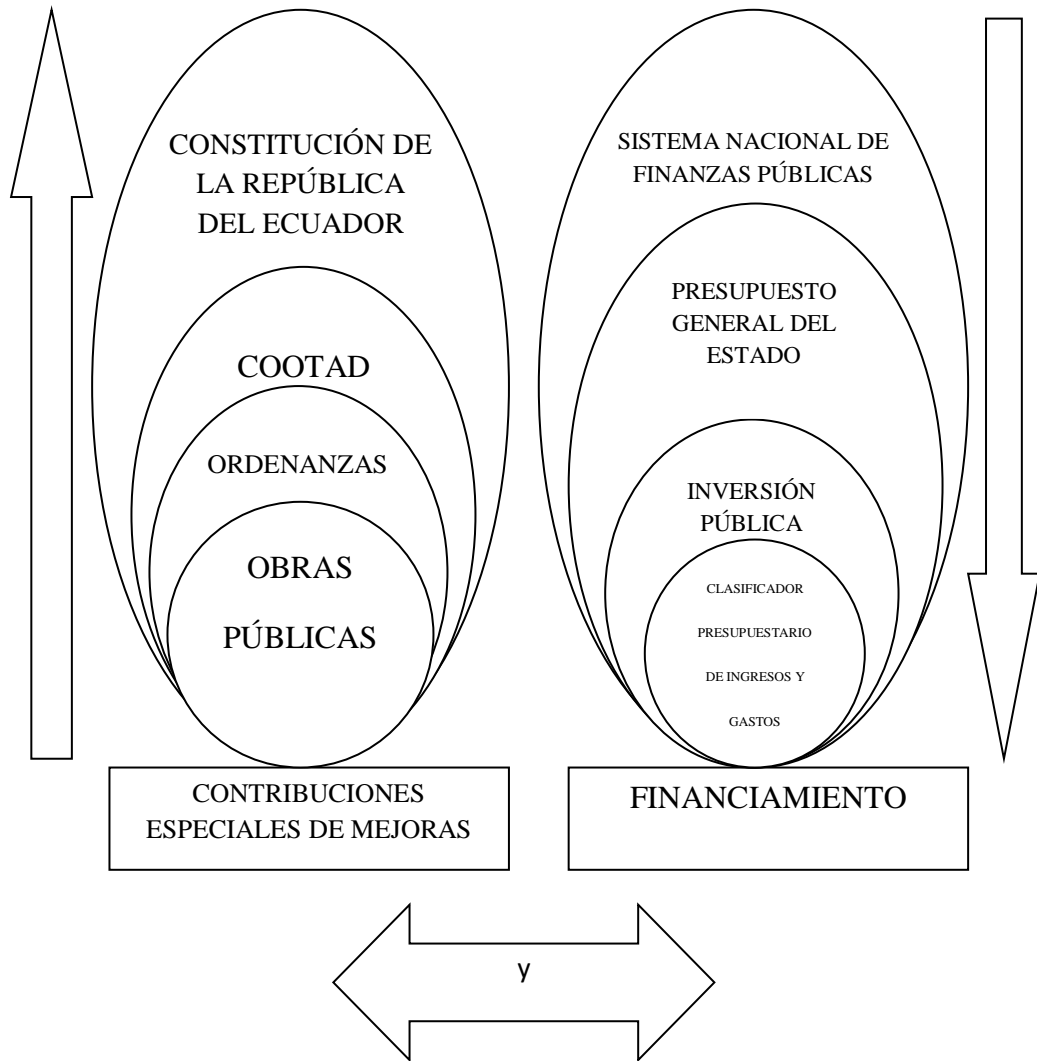 CONSTITUCIÓN DE
LA REPÚBLICA
DEL ECUADOR
COOTAD
ORDENANZAS
OBRAS
PÚBLICAS
CONTRIBUCIONES
ESPECIALES DE MEJORAS
SISTEMA NACIONAL DE
FINANZAS PÚBLICAS
PRESUPUESTO
GENERAL DEL
ESTADO
INVERSIÓN
PÚBLICA
CLASIFICADOR
PRESUPUESTARIO
DE INGRESOS Y
GASTOS
FINANCIAMIENTO
y